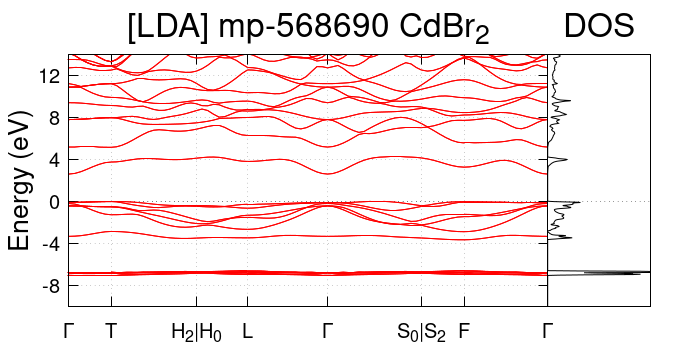 [LDA] mp-568690 CdBr₂ DOS
Energy (eV)
12
8
4
0
-4
-8
Γ T H₂|H₀ L Γ S₀|S₂ F Γ